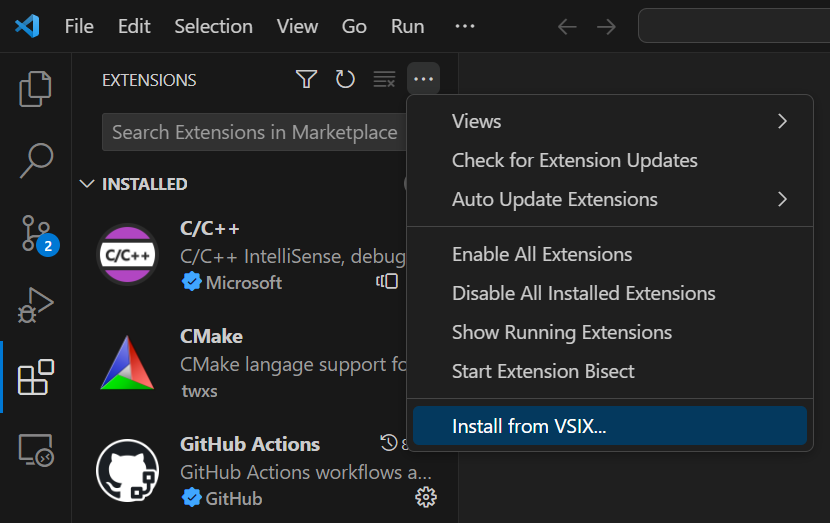 File Edit Selection View Go Run ...
EXTENSIONS
Search Extensions in Marketplace
INSTALLED
C/C++
C/C++
C/C++ IntelliSense, debug
Microsoft
CMake
CMake langage support fo
twxs
GitHub Actions
GitHub Actions workflows a...
GitHub
2
Views
Check for Extension Updates
Auto Update Extensions
Enable All Extensions
Disable All Installed Extensions
Show Running Extensions
Start Extension Bisect
Install from VSIX...